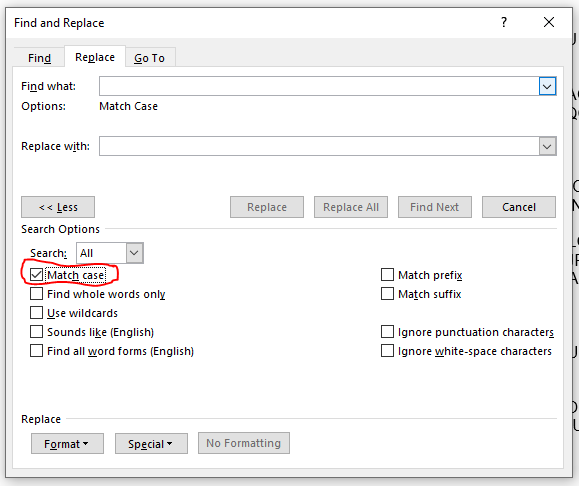 Find and Replace ?
Find Replace Go To
Find what:
Options: Match Case
Replace with:
<< Less Replace Replace All Find Next Cancel
Search Options
Search: All
Match case Match prefix
Find whole words only Match suffix
Use wildcards
Sounds like (English) Ignore punctuation characters
Find all word forms (English) Ignore white-space characters
Replace
Format Special No Formatting